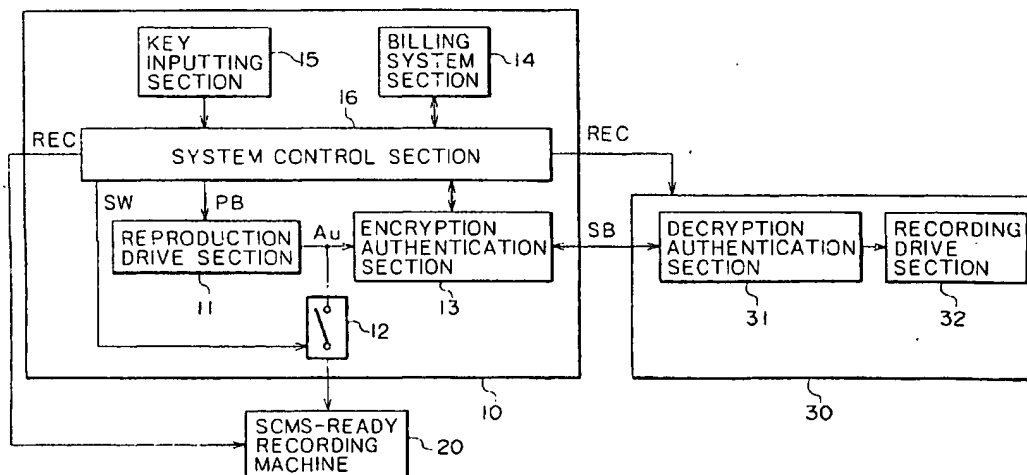 KEY
INPUTTING
SECTION
15
BILLING
SYSTEM
SECTION
14
16
REC
SYSTEM CONTROL SECTION
REC
SW
PB
REPRODUCTION
DRIVE SECTION
11
Au
ENCRYPTION
AUTHENTICATION
SECTION
13
SB
DECRYPTION
AUTHENTICATION
SECTION
31
RECORDING
DRIVE
SECTION
32
12
10
30
SCMS-READY
RECORDING
MACHINE
20